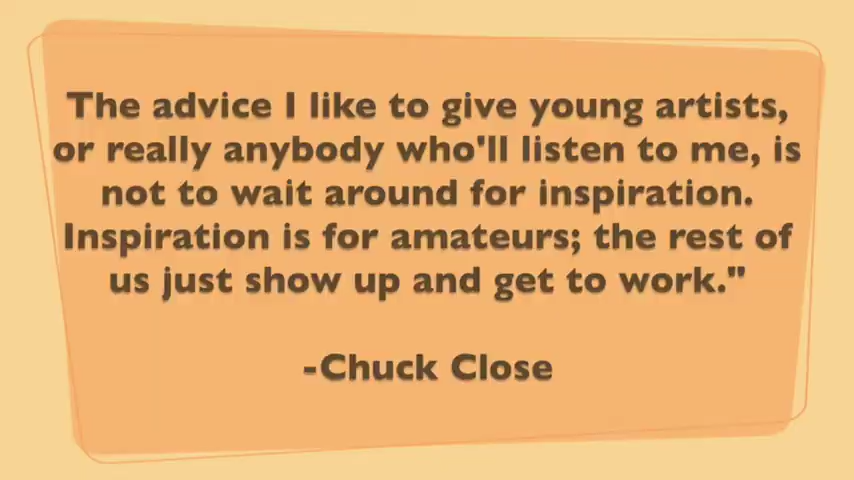 The advice I like to give young artists,
or really anybody who'll listen to me, is
not to wait around for inspiration.
Inspiration is for amateurs; the rest of
us just show up and get to work."
-Chuck Close